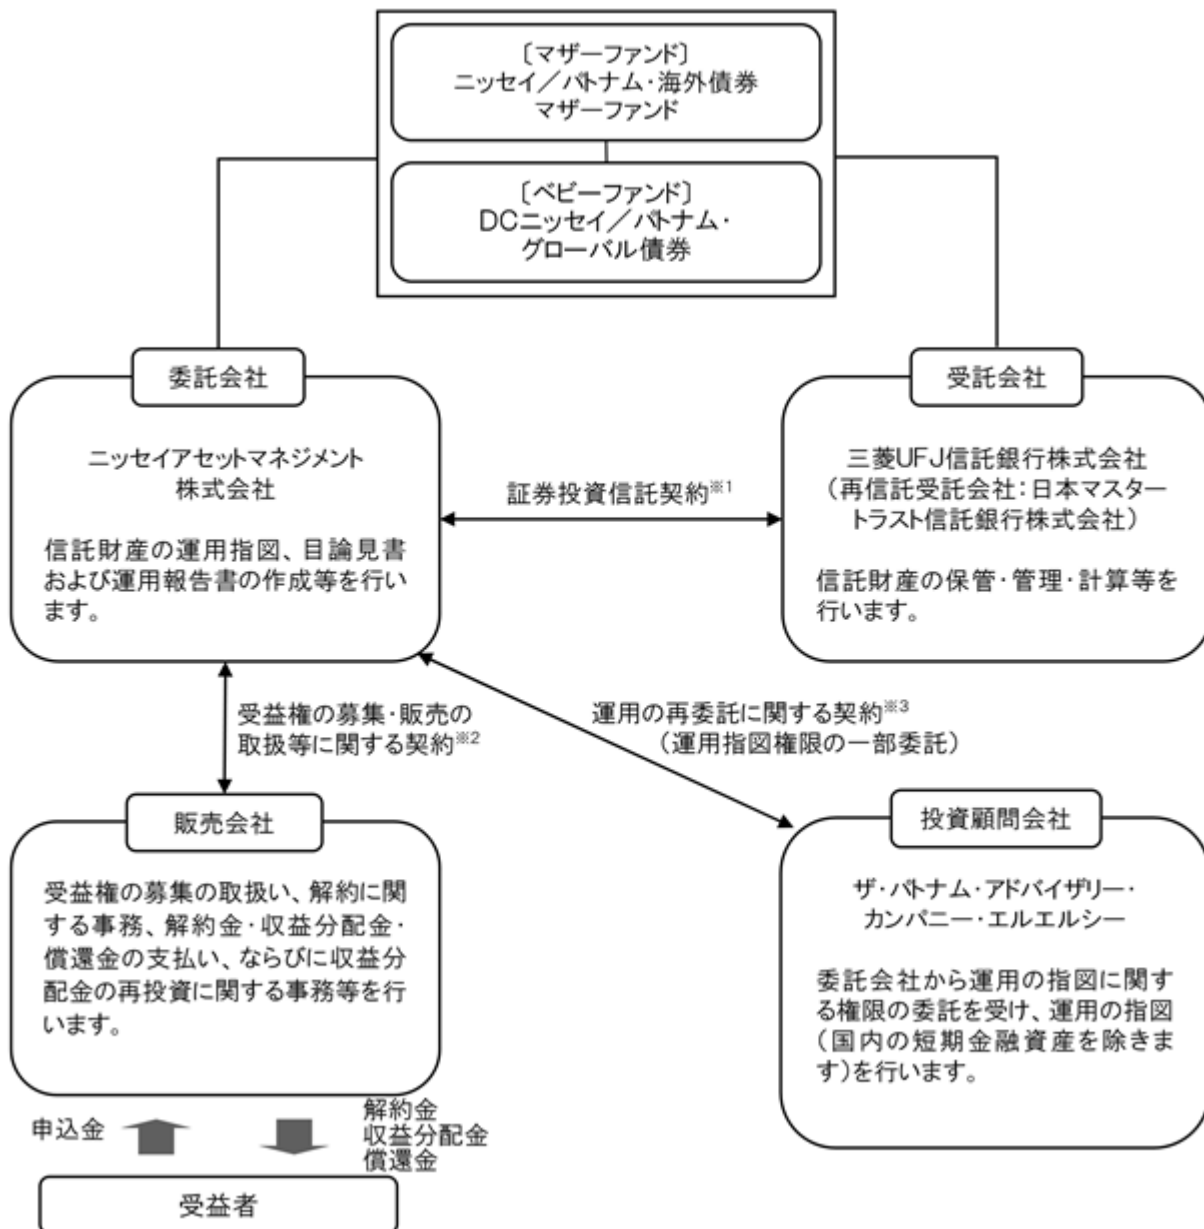 〔マザーファンド〕
ニッセイ／パトナム・海外債券
マザーファンド
〔ベビーファンド〕
DCニッセイ／パトナム・
グローバル債券
委託会社
ニッセイアセットマネジメント
株式会社
信託財産の運用指図、目論見書
および運用報告書の作成等を行い
ます。
証券投資信託契約※1
受託会社
三菱UFJ信託銀行株式会社
（再信託受託会社：日本マスター
トラスト信託銀行株式会社）
信託財産の保管・管理・計算等を
行います。
受益権の募集・販売の
取扱等に関する契約※2
運用の再委託に関する契約※3
（運用指図権限の一部委託）
販売会社
受益権の募集の取扱い、解約に関
する事務、解約金・収益分配金・
償還金の支払い、ならびに収益分
配金の再投資に関する事務等を行
います。
投資顧問会社
ザ・パトナム・アドバイザリー・
カンパニー・エルエルシー
委託会社から運用の指図に関す
る権限の委託を受け、運用の指図
（国内の短期金融資産を除きま
す）を行います。
申込金
解約金
収益分配金
償還金
受益者